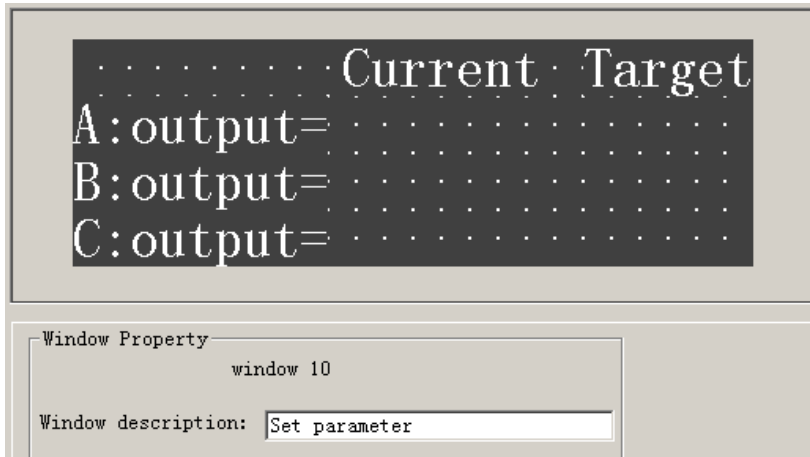 Current Target
A:output=
B:output=
C:output=
Window Property
window 10
Window description: Set parameter